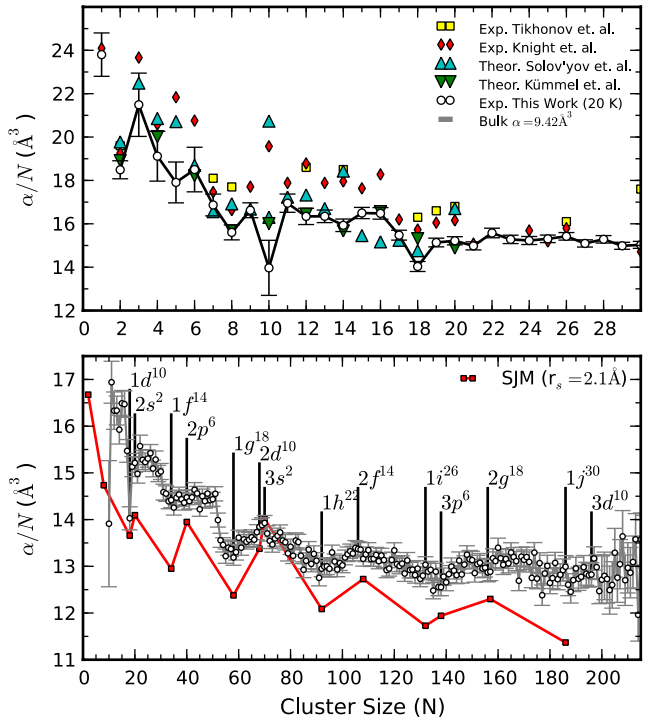 α/N (Å³)
24
22
20
18
16
14
12
Exp. Tikhonov et. al.
Exp. Knight et. al.
Theor. Solov'yov et. al.
Theor. Kümmel et. al.
Exp. This Work (20 K)
Bulk α=9.42Å³
0 2 4 6 8 10 12 14 16 18 20 22 24 26 28
α/N (Å³)
17
16
15
14
13
12
11
SJM (r_s =2.1Å)
1d¹⁰
2s²
1f¹⁴
2p⁶
1g¹⁸
2d¹⁰
3s²
1h²²
2f¹⁴
1i²⁶
3p⁶
2g¹⁸
1j³⁰
3d¹⁰
0 20 40 60 80 100 120 140 160 180 200
Cluster Size (N)